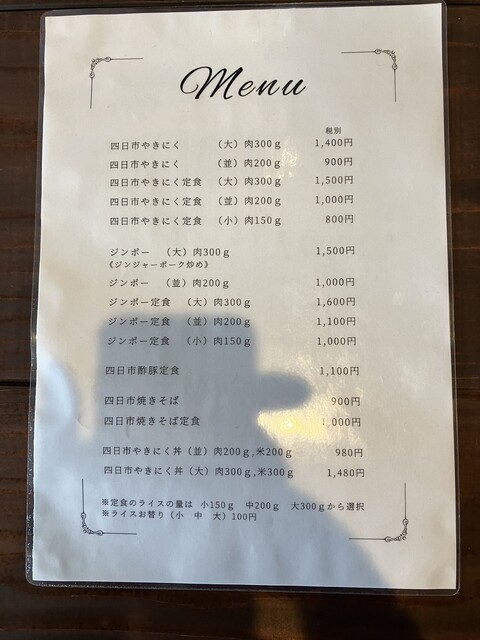 Menu
税別
四日市やきにく （大）肉300ｇ 1,400円
四日市やきにく （並）肉200ｇ 900円
四日市やきにく定食 （大）肉300ｇ 1,500円
四日市やきにく定食 （並）肉200ｇ 1,000円
四日市やきにく定食 （小）肉150ｇ 800円
ジンポー （大）肉300ｇ 1,500円
《ジンジャーポーク炒め》
ジンポー （並）肉200ｇ 1,000円
ジンポー定食 （大）肉300ｇ 1,600円
ジンポー定食 （並）肉200ｇ 1,100円
ジンポー定食 （小）肉150ｇ 1,000円
四日市酢豚定食 1,100円
四日市焼きそば 900円
四日市焼きそば定食 1,000円
四日市やきにく丼（並）肉200ｇ,米200ｇ 980円
四日市やきにく丼（大）肉300ｇ,米300ｇ 1,480円
※定食のライスの量は 小150ｇ 中200ｇ 大300ｇから選択
※ライスお替り（小 中 大）100円